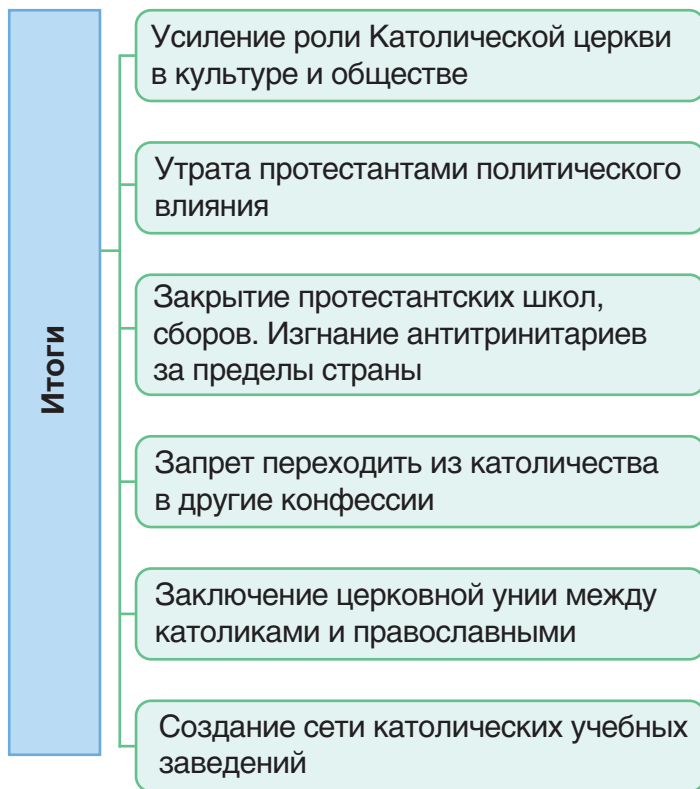 Итоги
Усиление роли Католической церкви
в культуре и обществе
Утрата протестантами политического
влияния
Закрытие протестантских школ,
сборов. Изгнание антитринитариев
за пределы страны
Запрет переходить из католичества
в другие конфессии
Заключение церковной унии между
католиками и православными
Создание сети католических учебных
заведений